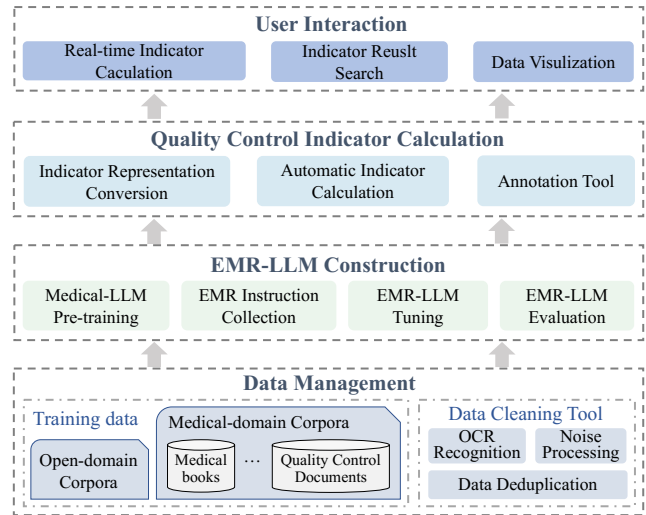 User Interaction
Real-time Indicator
Caculation
Indicator Reuslt
Search
Data Visulization
Quality Control Indicator Calculation
Indicator Representation
Conversion
Automatic Indicator
Calculation
Annotation Tool
EMR-LLM Construction
Medical-LLM
Pre-training
EMR Instruction
Collection
EMR-LLM
Tuning
EMR-LLM
Evaluation
Data Management
Training data
Open-domain
Corpora
Medical-domain Corpora
Medical
books
...
Quality Control
Documents
Data Cleaning Tool
OCR
Recognition
Noise
Processing
Data Deduplication